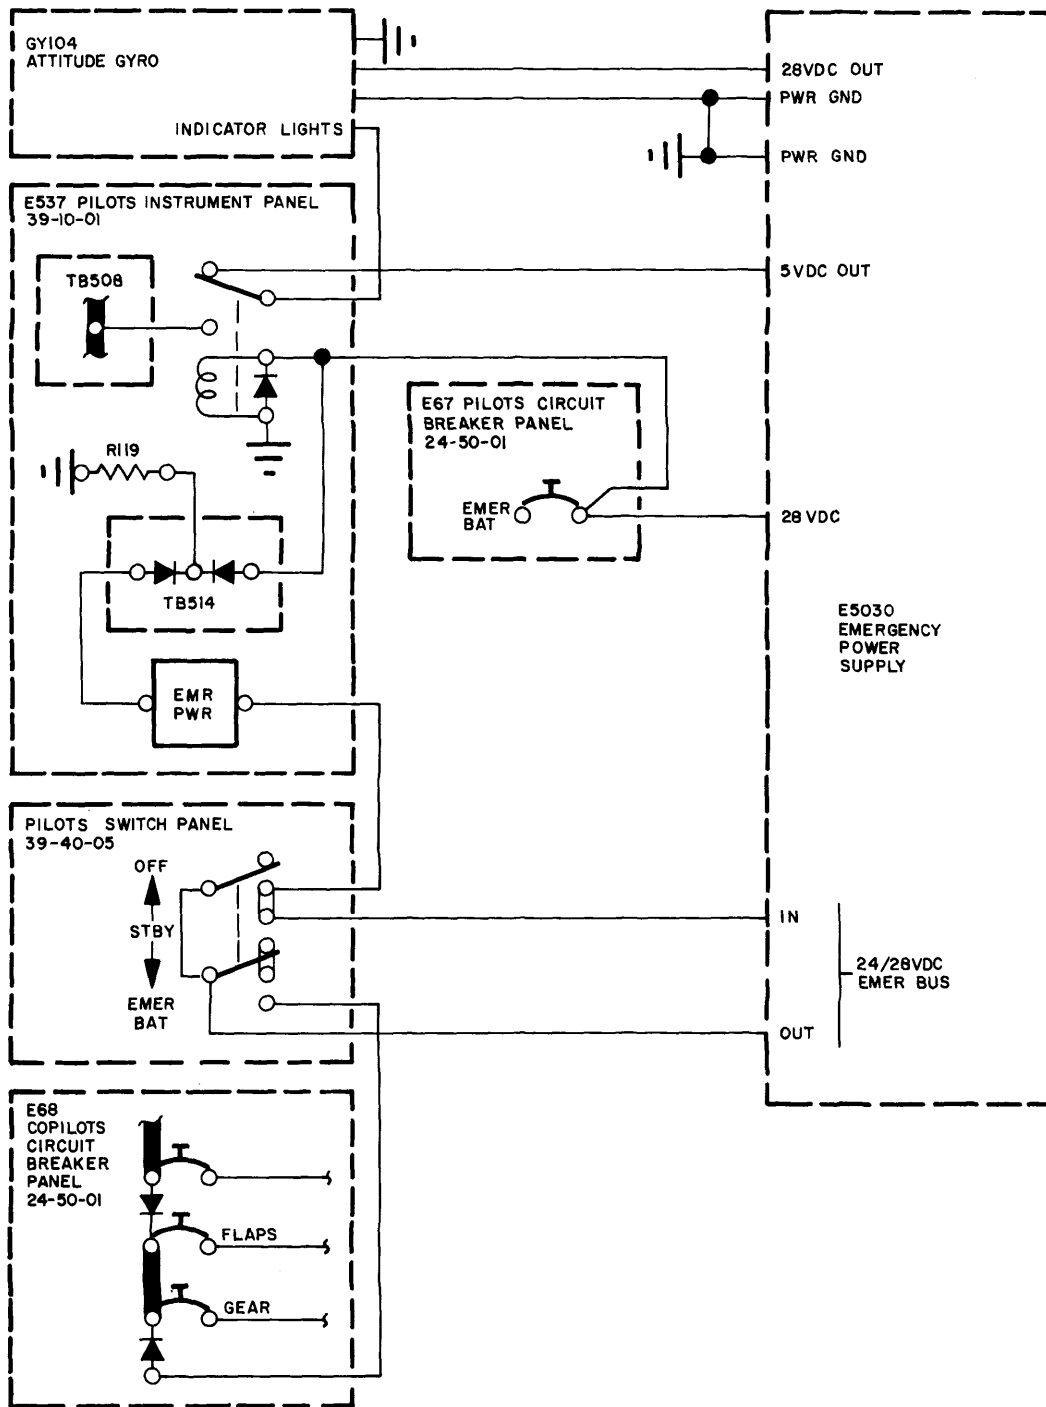 GY104
ATTITUDE GYRO
INDICATOR LIGHTS
28VDC OUT
PWR GND
PWR GND
E537 PILOTS INSTRUMENT PANEL
39-10-01
TB508
5VDC OUT
E67 PILOTS CIRCUIT
BREAKER PANEL
24-50-01
EMER
BAT
28 VDC
R119
TB514
EMR
PWR
E5030
EMERGENCY
POWER
SUPPLY
PILOTS SWITCH PANEL
39-40-05
OFF
STBY
EMER
BAT
IN
24/28VDC
EMER BUS
OUT
E68
COPILOTS
CIRCUIT
BREAKER
PANEL
24-50-01
FLAPS
GEAR